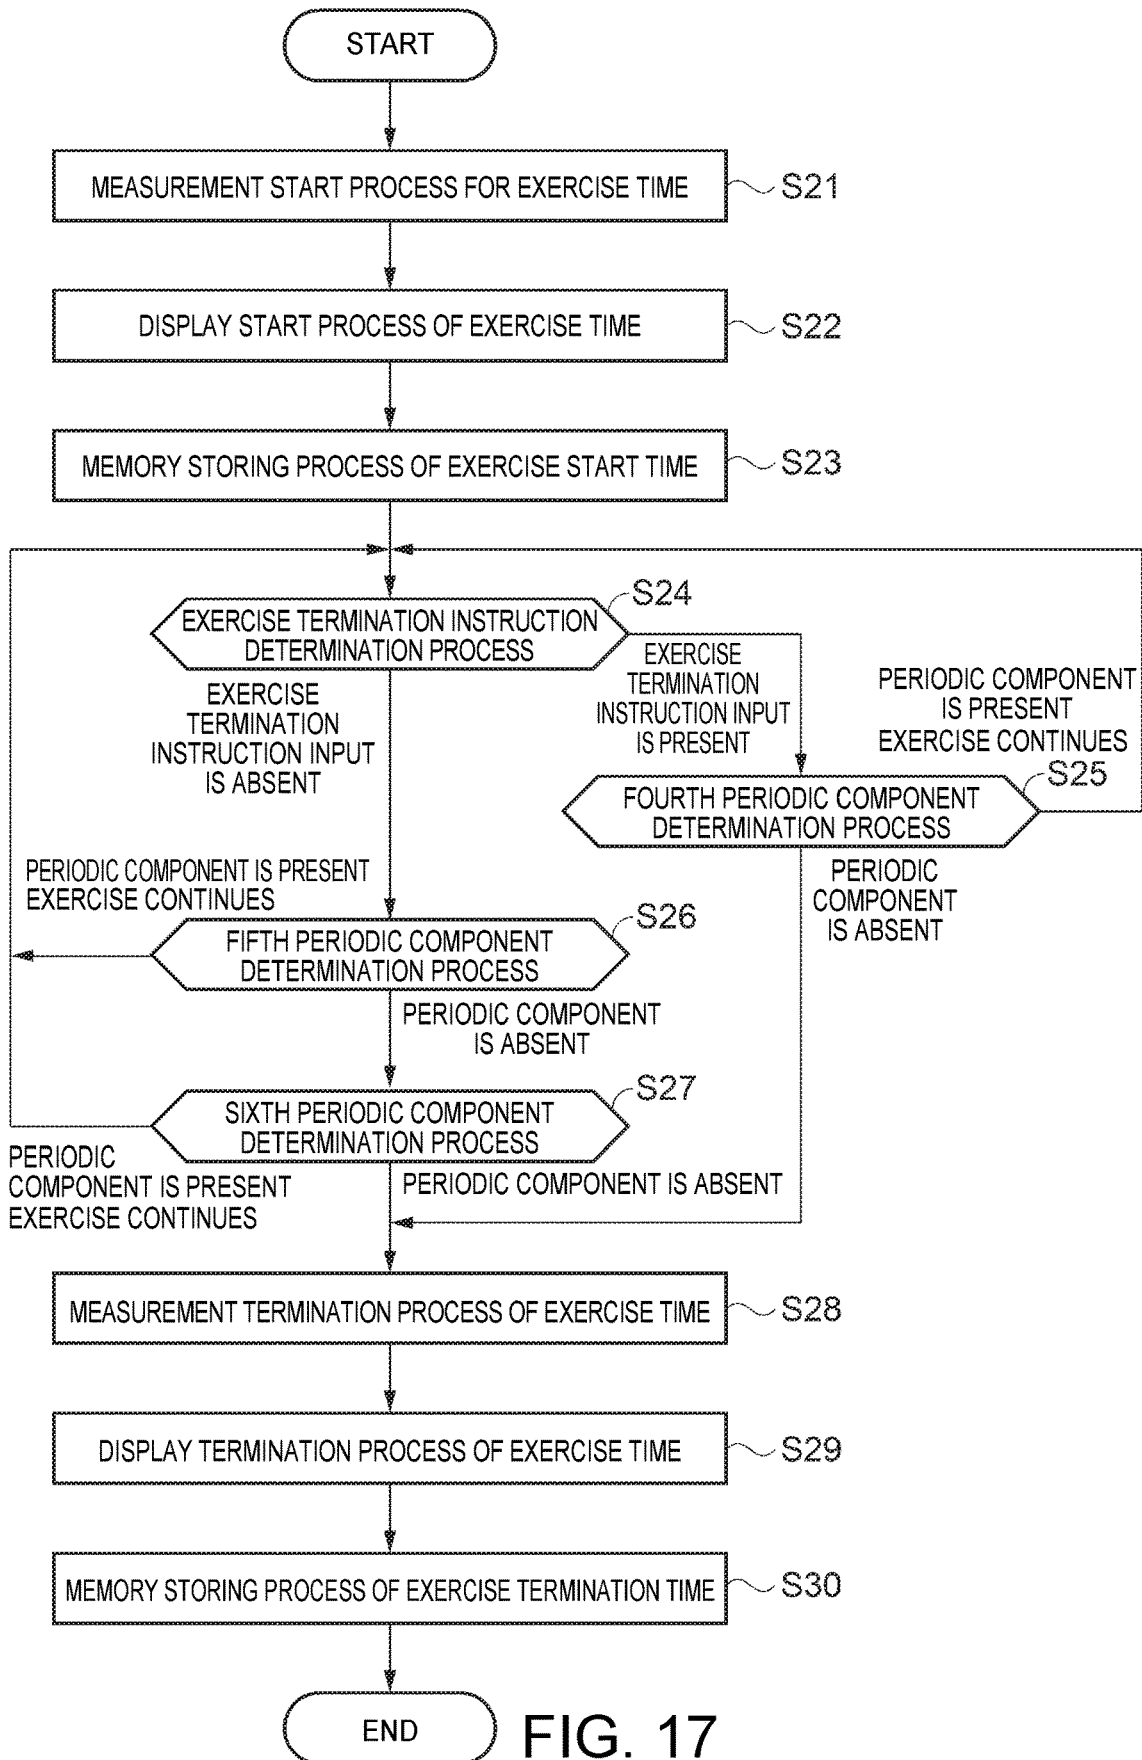 START
MEASUREMENT START PROCESS FOR EXERCISE TIME
S21
DISPLAY START PROCESS OF EXERCISE TIME
S22
MEMORY STORING PROCESS OF EXERCISE START TIME
S23
S24
EXERCISE TERMINATION INSTRUCTION
DETERMINATION PROCESS
EXERCISE
TERMINATION
INSTRUCTION INPUT
IS ABSENT
EXERCISE
TERMINATION
INSTRUCTION INPUT
IS PRESENT
PERIODIC COMPONENT
IS PRESENT
EXERCISE CONTINUES
S25
FOURTH PERIODIC COMPONENT
DETERMINATION PROCESS
PERIODIC
COMPONENT
IS ABSENT
PERIODIC COMPONENT IS PRESENT
EXERCISE CONTINUES
S26
FIFTH PERIODIC COMPONENT
DETERMINATION PROCESS
PERIODIC COMPONENT
IS ABSENT
S27
SIXTH PERIODIC COMPONENT
DETERMINATION PROCESS
PERIODIC
COMPONENT IS PRESENT
EXERCISE CONTINUES
PERIODIC COMPONENT IS ABSENT
MEASUREMENT TERMINATION PROCESS OF EXERCISE TIME
S28
DISPLAY TERMINATION PROCESS OF EXERCISE TIME
S29
MEMORY STORING PROCESS OF EXERCISE TERMINATION TIME
S30
END
FIG. 17